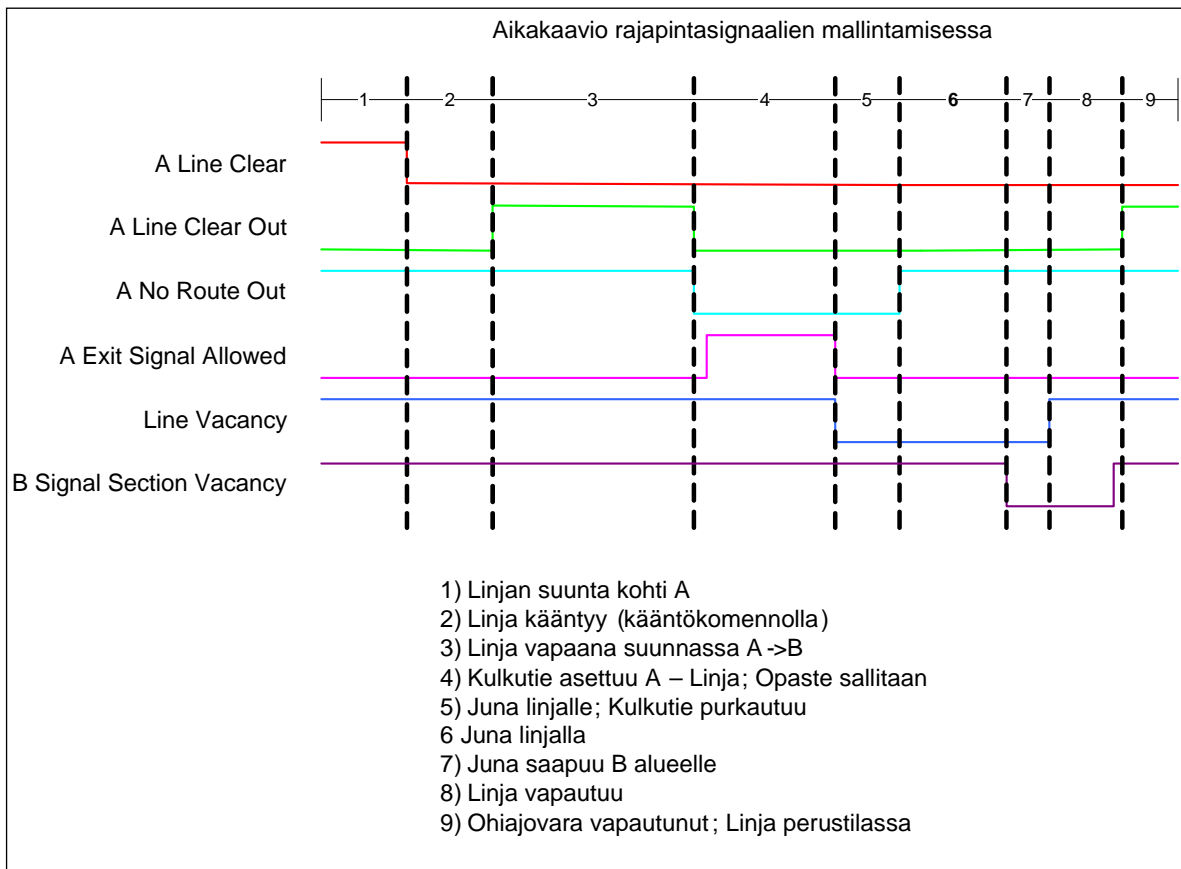 Aikakaavio rajapintasignaalien mallintamisessa
1 2 3 4 5 6 7 8 9
A Line Clear
A Line Clear Out
A No Route Out
A Exit Signal Allowed
Line Vacancy
B Signal Section Vacancy
1) Linjan suunta kohti A
2) Linja kääntyy (kääntökomennolla)
3) Linja vapaana suunnassa A->B
4) Kulkutie asettuu A – Linja; Opaste sallitaan
5) Juna linjalle; Kulkutie purkautuu
6 Juna linjalla
7) Juna saapuu B alueelle
8) Linja vapautuu
9) Ohiajovara vapautunut; Linja perustilassa